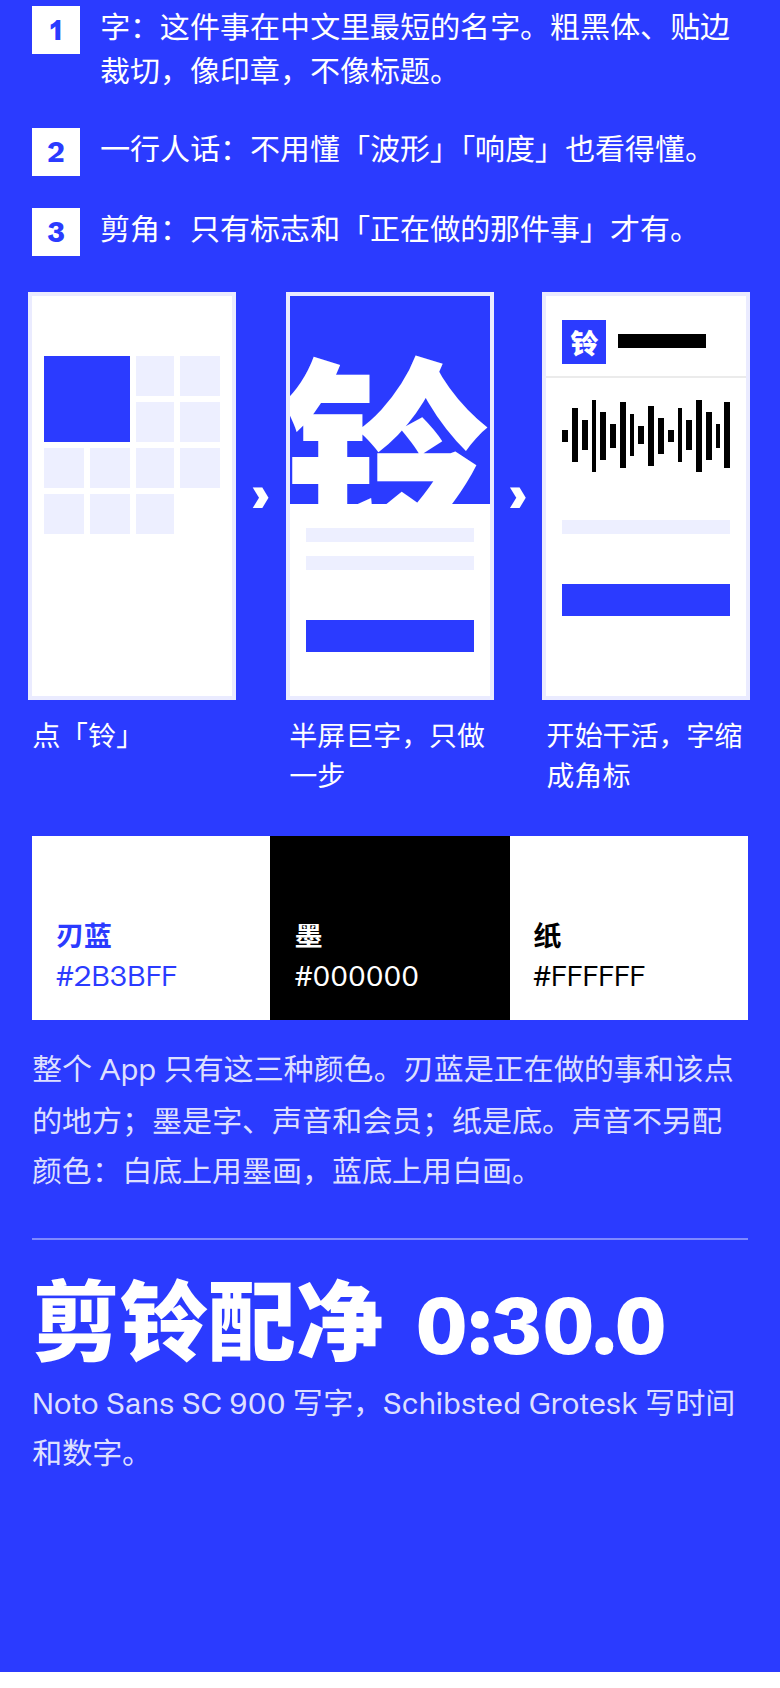 1 字：这件事在中文里最短的名字。粗黑体、贴边
裁切，像印章，不像标题。
2 一行人话：不用懂「波形」「响度」也看得懂。
3 剪角：只有标志和「正在做的那件事」才有。
铃
铃
点「铃」
半屏巨字，只做
一步
开始干活，字缩
成角标
刃蓝
#2B3BFF
墨
#000000
纸
#FFFFFF
整个 App 只有这三种颜色。刃蓝是正在做的事和该点
的地方；墨是字、声音和会员；纸是底。声音不另配
颜色：白底上用墨画，蓝底上用白画。
剪铃配净 0:30.0
Noto Sans SC 900 写字，Schibsted Grotesk 写时间
和数字。